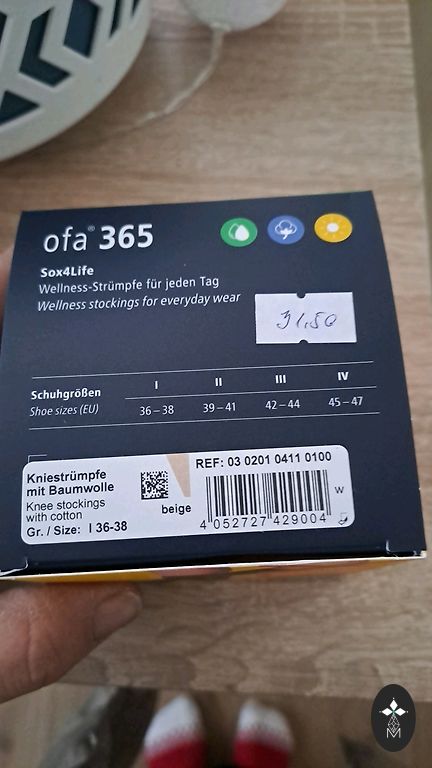 ofa® 365
Sox4Life
Wellness-Strümpfe für jeden Tag
Wellness stockings for everyday wear
31,50
Schuhgrößen I II III IV
Shoe sizes (EU) 36 – 38 39 – 41 42 – 44 45 – 47
Kniestrümpfe
mit Baumwolle
Knee stockings
with cotton
Gr. / Size: I 36-38
beige
REF: 03 0201 0411 0100
W
4 052727 429004
M